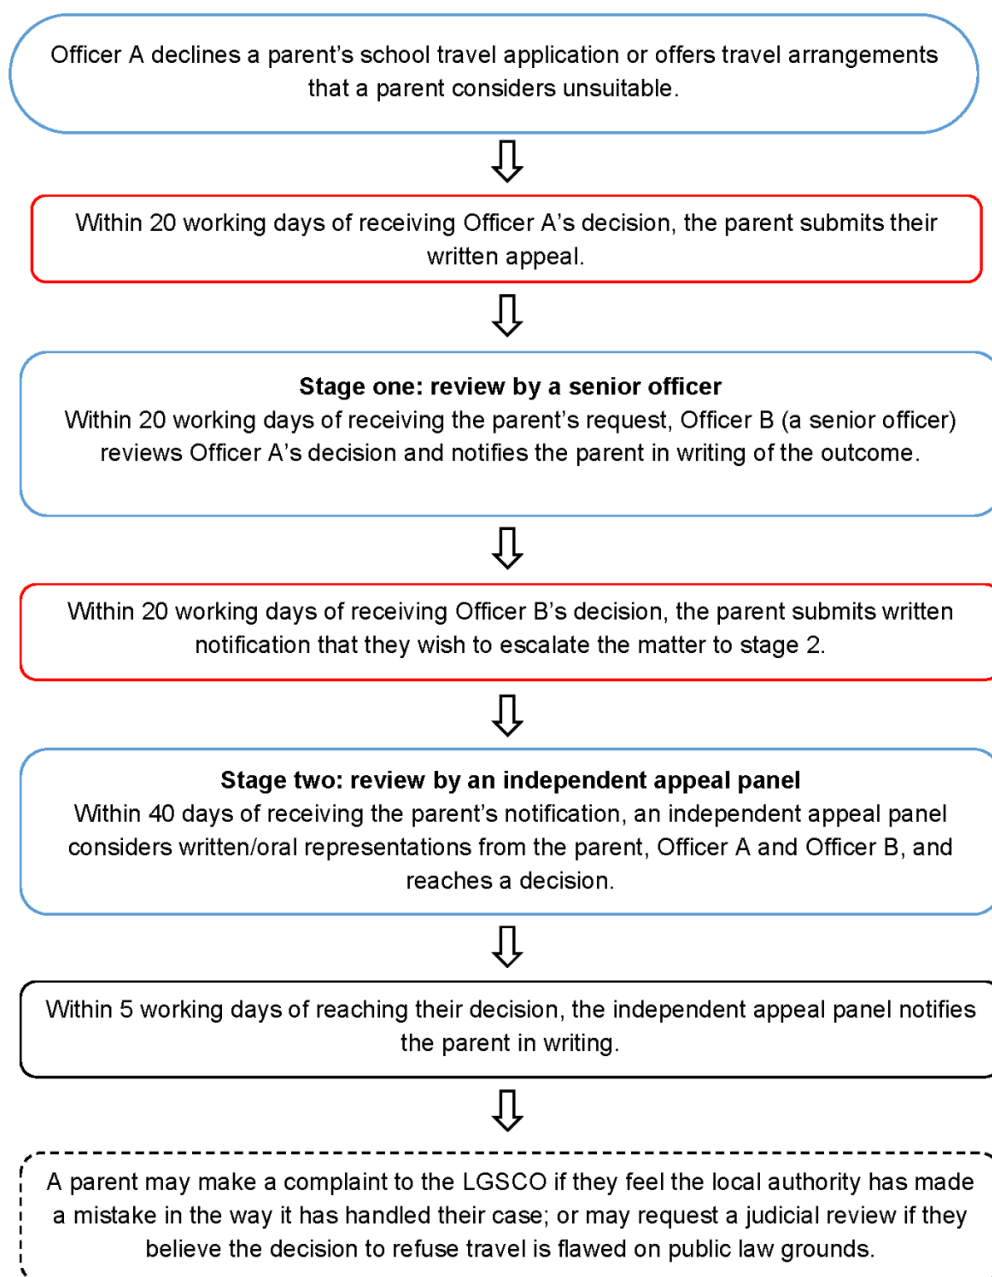 Officer A declines a parent’s school travel application or offers travel arrangements
that a parent considers unsuitable.
Within 20 working days of receiving Officer A’s decision, the parent submits their
written appeal.
Stage one: review by a senior officer
Within 20 working days of receiving the parent’s request, Officer B (a senior officer)
reviews Officer A’s decision and notifies the parent in writing of the outcome.
Within 20 working days of receiving Officer B’s decision, the parent submits written
notification that they wish to escalate the matter to stage 2.
Stage two: review by an independent appeal panel
Within 40 days of receiving the parent’s notification, an independent appeal panel
considers written/oral representations from the parent, Officer A and Officer B, and
reaches a decision.
Within 5 working days of reaching their decision, the independent appeal panel notifies
the parent in writing.
A parent may make a complaint to the LGSCO if they feel the local authority has made
a mistake in the way it has handled their case; or may request a judicial review if they
believe the decision to refuse travel is flawed on public law grounds.